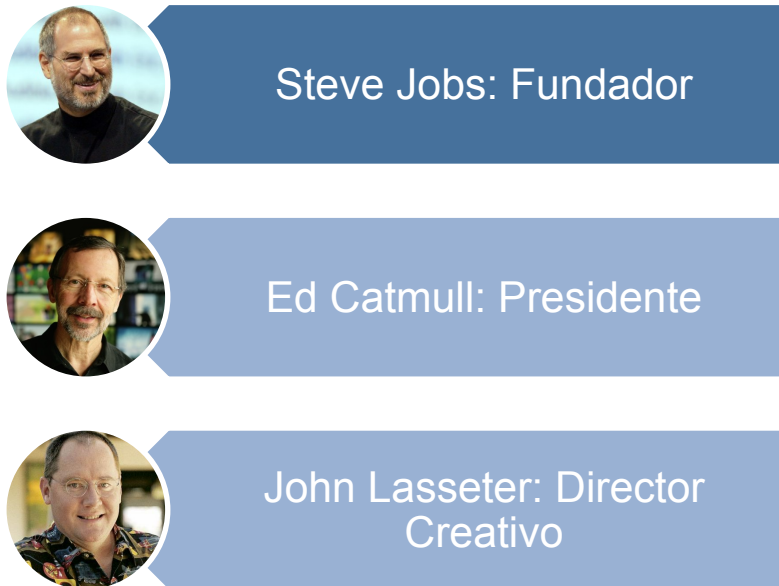 Steve Jobs: Fundador
Ed Catmull: Presidente
John Lasseter: Director
Creativo